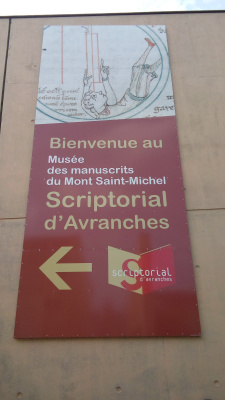 Bienvenue au
Musée
des manuscrits
du Mont Saint-Michel
Scriptorial
d'Avranches
scriptorial
d'avranches